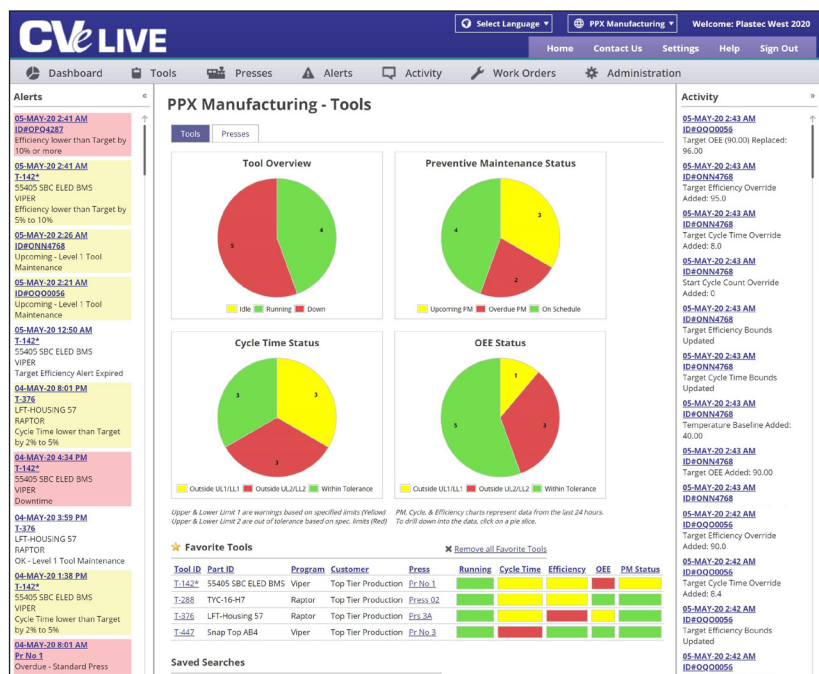 CVe LIVE
Select Language ▼
PPX Manufacturing ▼
Welcome: Plastec West 2020
Home Contact Us Settings Help Sign Out
Dashboard Tools Presses Alerts Activity Work Orders Administration
Alerts «
05-MAY-20 2:41 AM
ID#OPQ4287
Efficiency lower than Target by
10% or more
05-MAY-20 2:41 AM
T-142*
55405 SBC ELED BMS
VIPER
Efficiency lower than Target by
5% to 10%
05-MAY-20 2:26 AM
ID#ONN4768
Upcoming - Level 1 Tool
Maintenance
05-MAY-20 2:21 AM
ID#OQO0056
Upcoming - Level 1 Tool
Maintenance
05-MAY-20 12:50 AM
T-142*
55405 SBC ELED BMS
VIPER
Target Efficiency Alert Expired
04-MAY-20 8:01 PM
T-376
LFT-HOUSING 57
RAPTOR
Cycle Time lower than Target
by 2% to 5%
04-MAY-20 4:34 PM
T-142*
55405 SBC ELED BMS
VIPER
Downtime
04-MAY-20 3:59 PM
T-376
LFT-HOUSING 57
RAPTOR
OK - Level 1 Tool Maintenance
04-MAY-20 1:38 PM
T-142*
55405 SBC ELED BMS
VIPER
Cycle Time lower than Target
by 2% to 5%
04-MAY-20 8:01 AM
Pr No 1
Overdue - Standard Press
PPX Manufacturing - Tools
Tools Presses
Tool Overview
5
4
Idle Running Down
Preventive Maintenance Status
4
3
2
Upcoming PM Overdue PM On Schedule
Cycle Time Status
3
3
3
Outside UL1/LL1 Outside UL2/LL2 Within Tolerance
OEE Status
1
5
3
Outside UL1/LL1 Outside UL2/LL2 Within Tolerance
Upper & Lower Limit 1 are warnings based on specified limits (Yellow)
Upper & Lower Limit 2 are out of tolerance based on spec. limits (Red)
PM, Cycle, & Efficiency charts represent data from the last 24 hours.
To drill down into the data, click on a pie slice.
Favorite Tools
Remove all Favorite Tools
Tool ID Part ID Program Customer Press Running Cycle Time Efficiency OEE PM Status
T-142* 55405 SBC ELED BMS Viper Top Tier Production Pr No 1
T-288 TYC-16-H7 Raptor Top Tier Production Press 02
T-376 LFT-Housing 57 Raptor Top Tier Production Prs 3A
T-447 Snap Top AB4 Viper Top Tier Production Pr No 3
Saved Searches
Activity »
05-MAY-20 2:43 AM
ID#OQO0056
Target OEE (90.00) Replaced:
96.00
05-MAY-20 2:43 AM
ID#ONN4768
Target Efficiency Override
Added: 95.0
05-MAY-20 2:43 AM
ID#ONN4768
Target Cycle Time Override
Added: 8.0
05-MAY-20 2:43 AM
ID#ONN4768
Start Cycle Count Override
Added: 0
05-MAY-20 2:43 AM
ID#ONN4768
Target Efficiency Bounds
Updated
05-MAY-20 2:43 AM
ID#ONN4768
Target Cycle Time Bounds
Updated
05-MAY-20 2:43 AM
ID#ONN4768
Temperature Baseline Added:
40.00
05-MAY-20 2:43 AM
ID#ONN4768
Target OEE Added: 90.00
05-MAY-20 2:43 AM
ID#ONN4768
05-MAY-20 2:43 AM
ID#OQO0056
Target Efficiency Override
Added: 90.0
05-MAY-20 2:42 AM
ID#OQO0056
Target Cycle Time Override
Added: 8.4
05-MAY-20 2:42 AM
ID#OQO0056
Target Efficiency Bounds
Updated
05-MAY-20 2:42 AM
ID#OQO0056